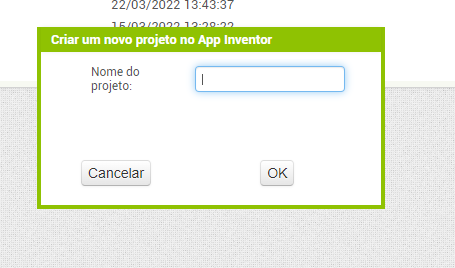 22/03/2022 13:43:37
15/03/2022 13:28:22
Criar um novo projeto no App Inventor
Nome do
projeto:
Cancelar
OK